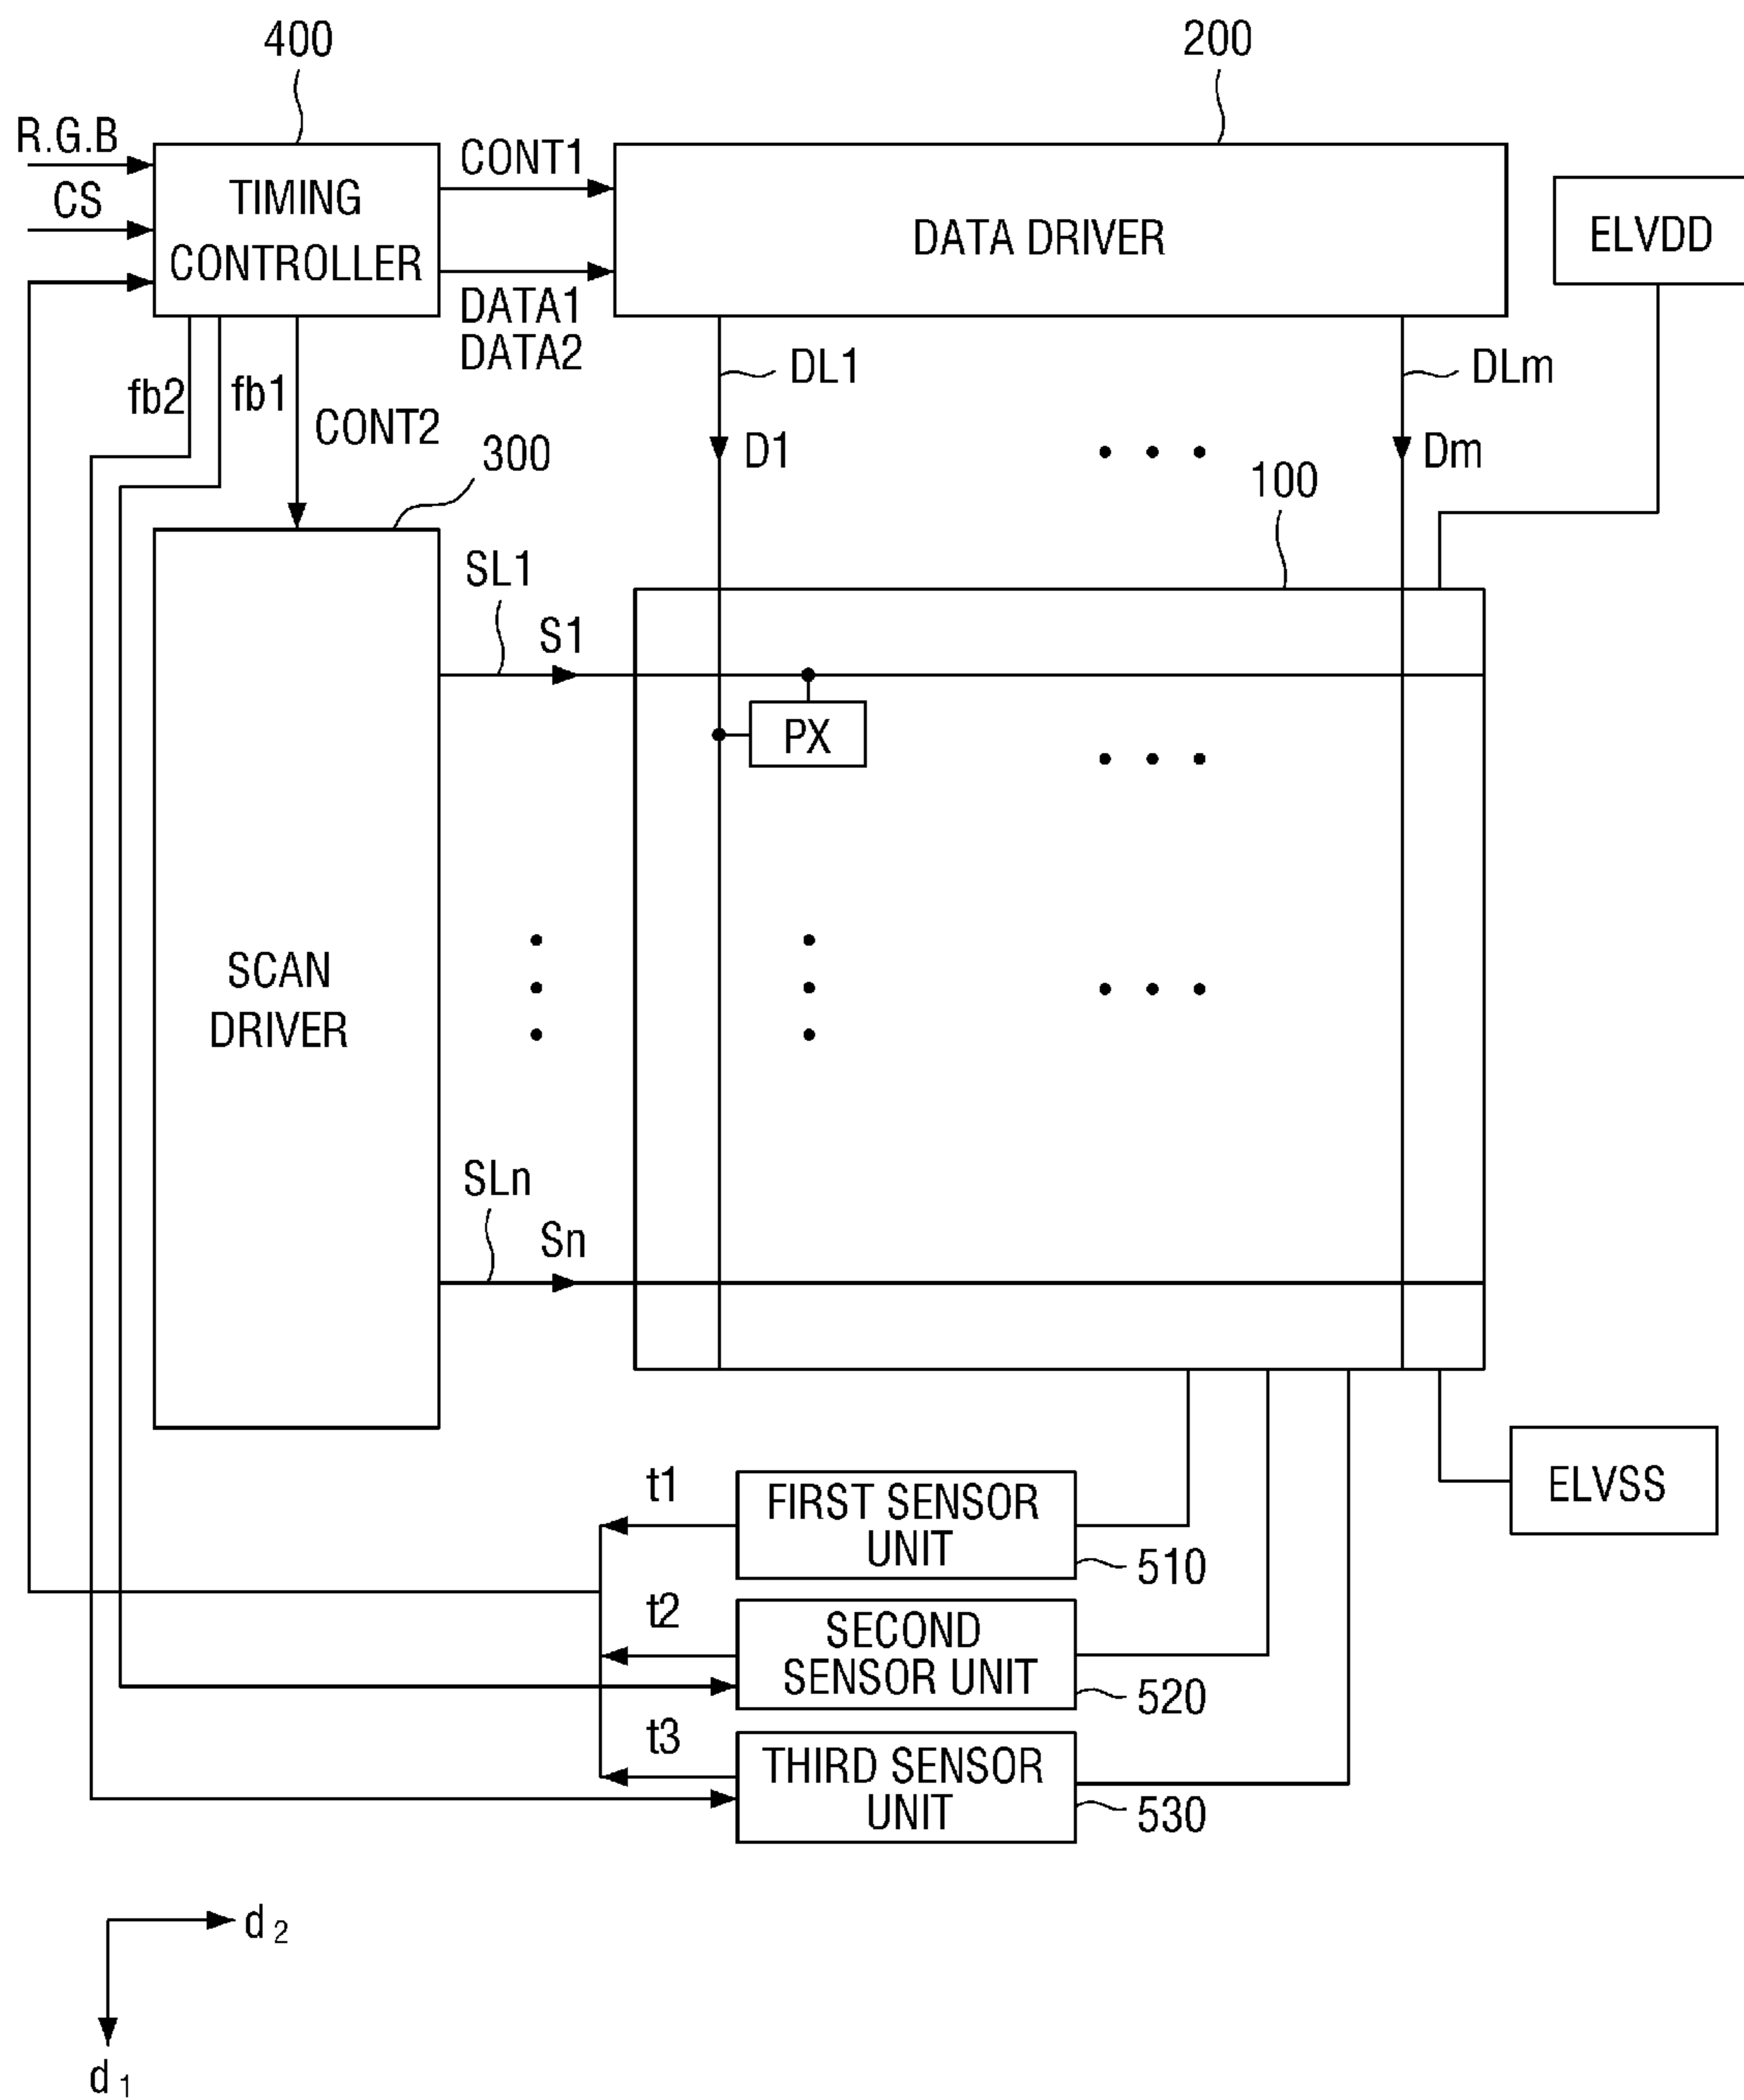 400
200
R.G.B
CS
TIMING
CONTROLLER
CONT1
DATA1
DATA2
DATA DRIVER
ELVDD
fb2
fb1
CONT2
DL1
DLm
D1
Dm
300
100
SL1
S1
PX
SCAN
DRIVER
SLn
Sn
ELVSS
t1
FIRST SENSOR
UNIT
510
t2
SECOND
SENSOR UNIT
520
t3
THIRD SENSOR
UNIT
530
d2
d1